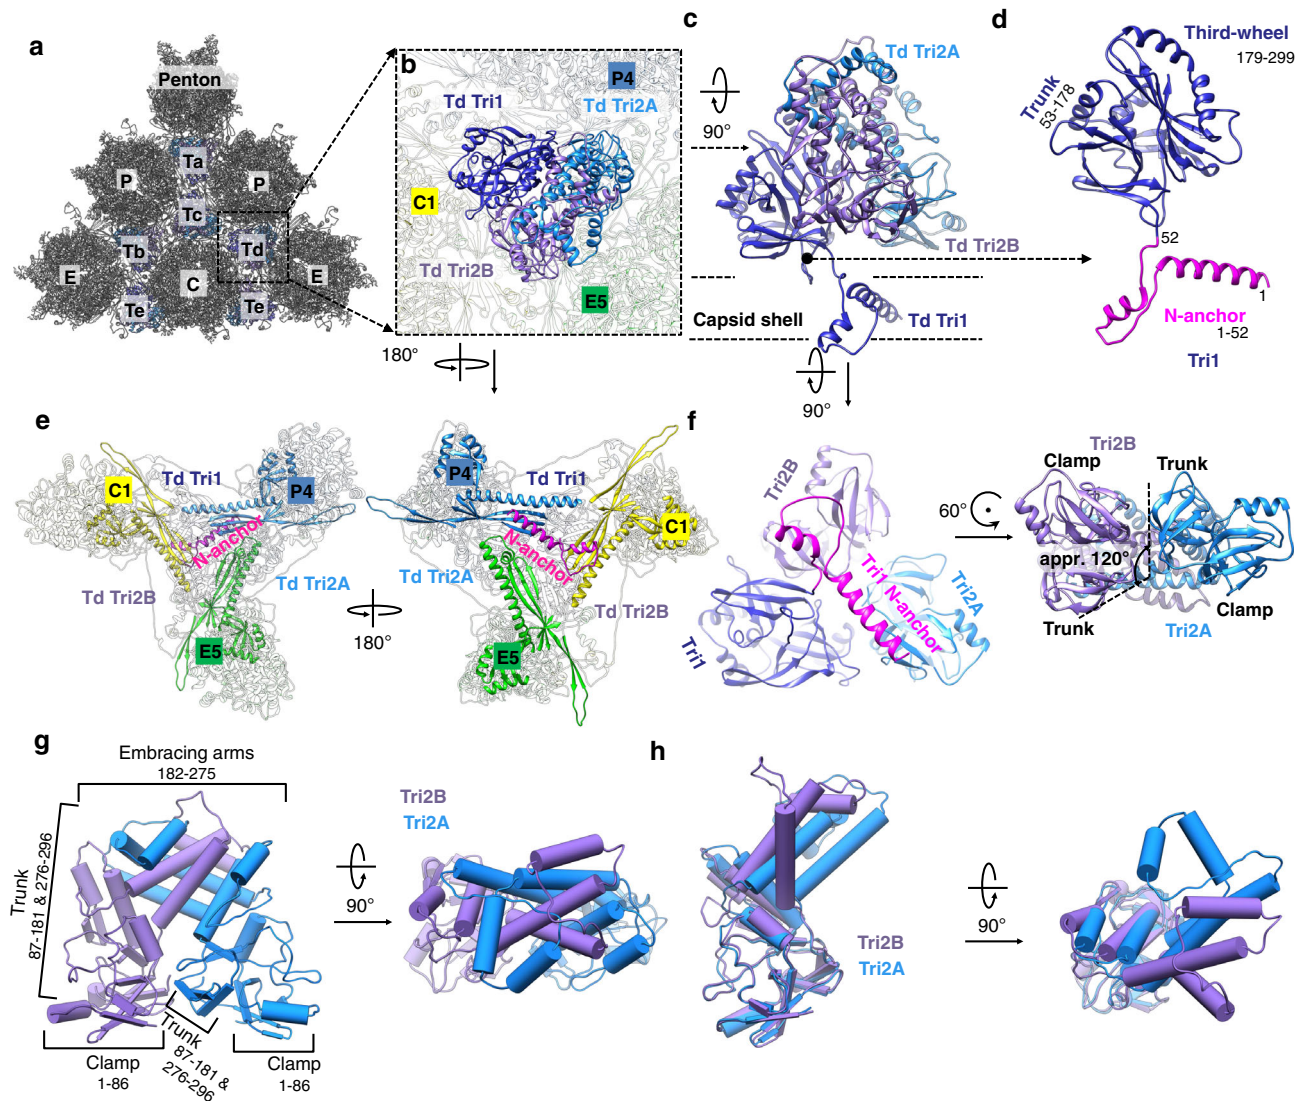 a
Penton
Ta
P
P
Tc
Tb
Td
E
C
E
Te
Te
b
P4
Td Tri1
Td Tri2A
C1
Td Tri2B
E5
180°
c
90°
Td Tri2A
Td Tri2B
Capsid shell
Td Tri1
90°
d
Third-wheel
179-299
Trunk
53-178
52
1
N-anchor
1-52
Tri1
e
C1
Td Tri1
P4
N-anchor
Td Tri2B
Td Tri2A
E5
180°
P4
Td Tri1
C1
N-anchor
Td Tri2A
Td Tri2B
E5
f
Tri2B
Tri1 N-anchor
Tri2A
Tri1
60°
Tri2B
Clamp
Trunk
appr. 120°
Clamp
Trunk
Tri2A
g
Embracing arms
182-275
Trunk
87-181 & 276-296
Trunk
87-181 &
276-296
Clamp
1-86
Clamp
1-86
90°
Tri2B
Tri2A
h
Tri2B
Tri2A
90°